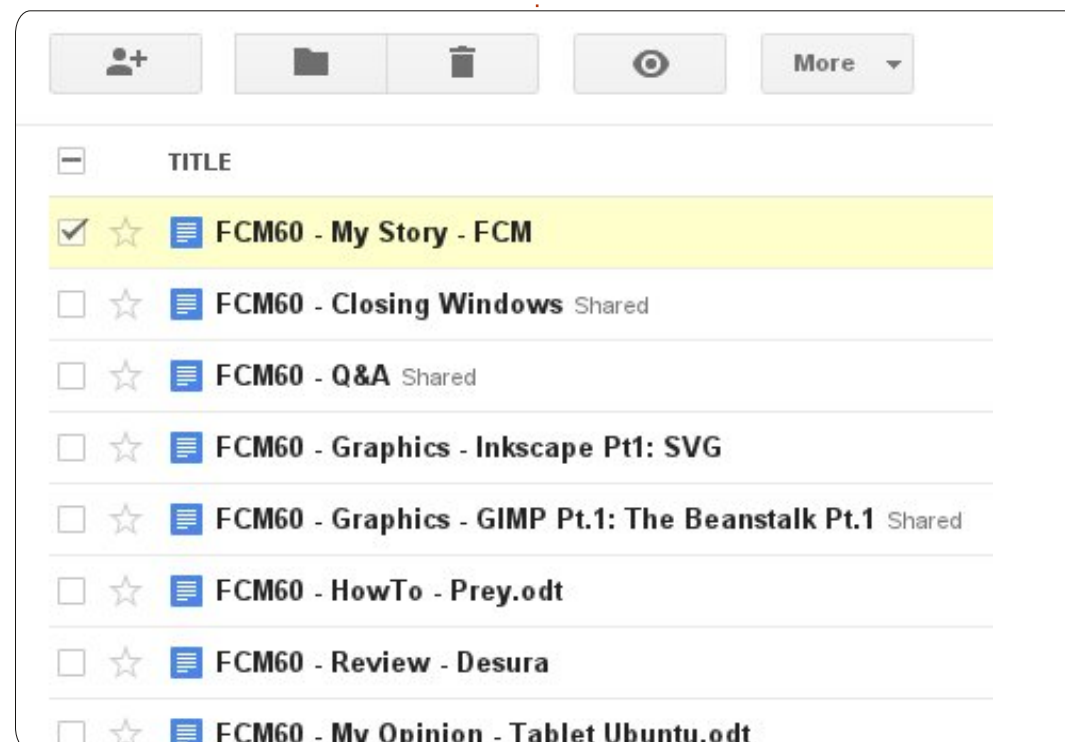 More
TITLE
FCM60 - My Story - FCM
FCM60 - Closing Windows Shared
FCM60 - Q&A Shared
FCM60 - Graphics - Inkscape Pt1: SVG
FCM60 - Graphics - GIMP Pt.1: The Beanstalk Pt.1 Shared
FCM60 - HowTo - Prey.odt
FCM60 - Review - Desura
FCM60 - My Opinion - Tablet Ubuntu.odt